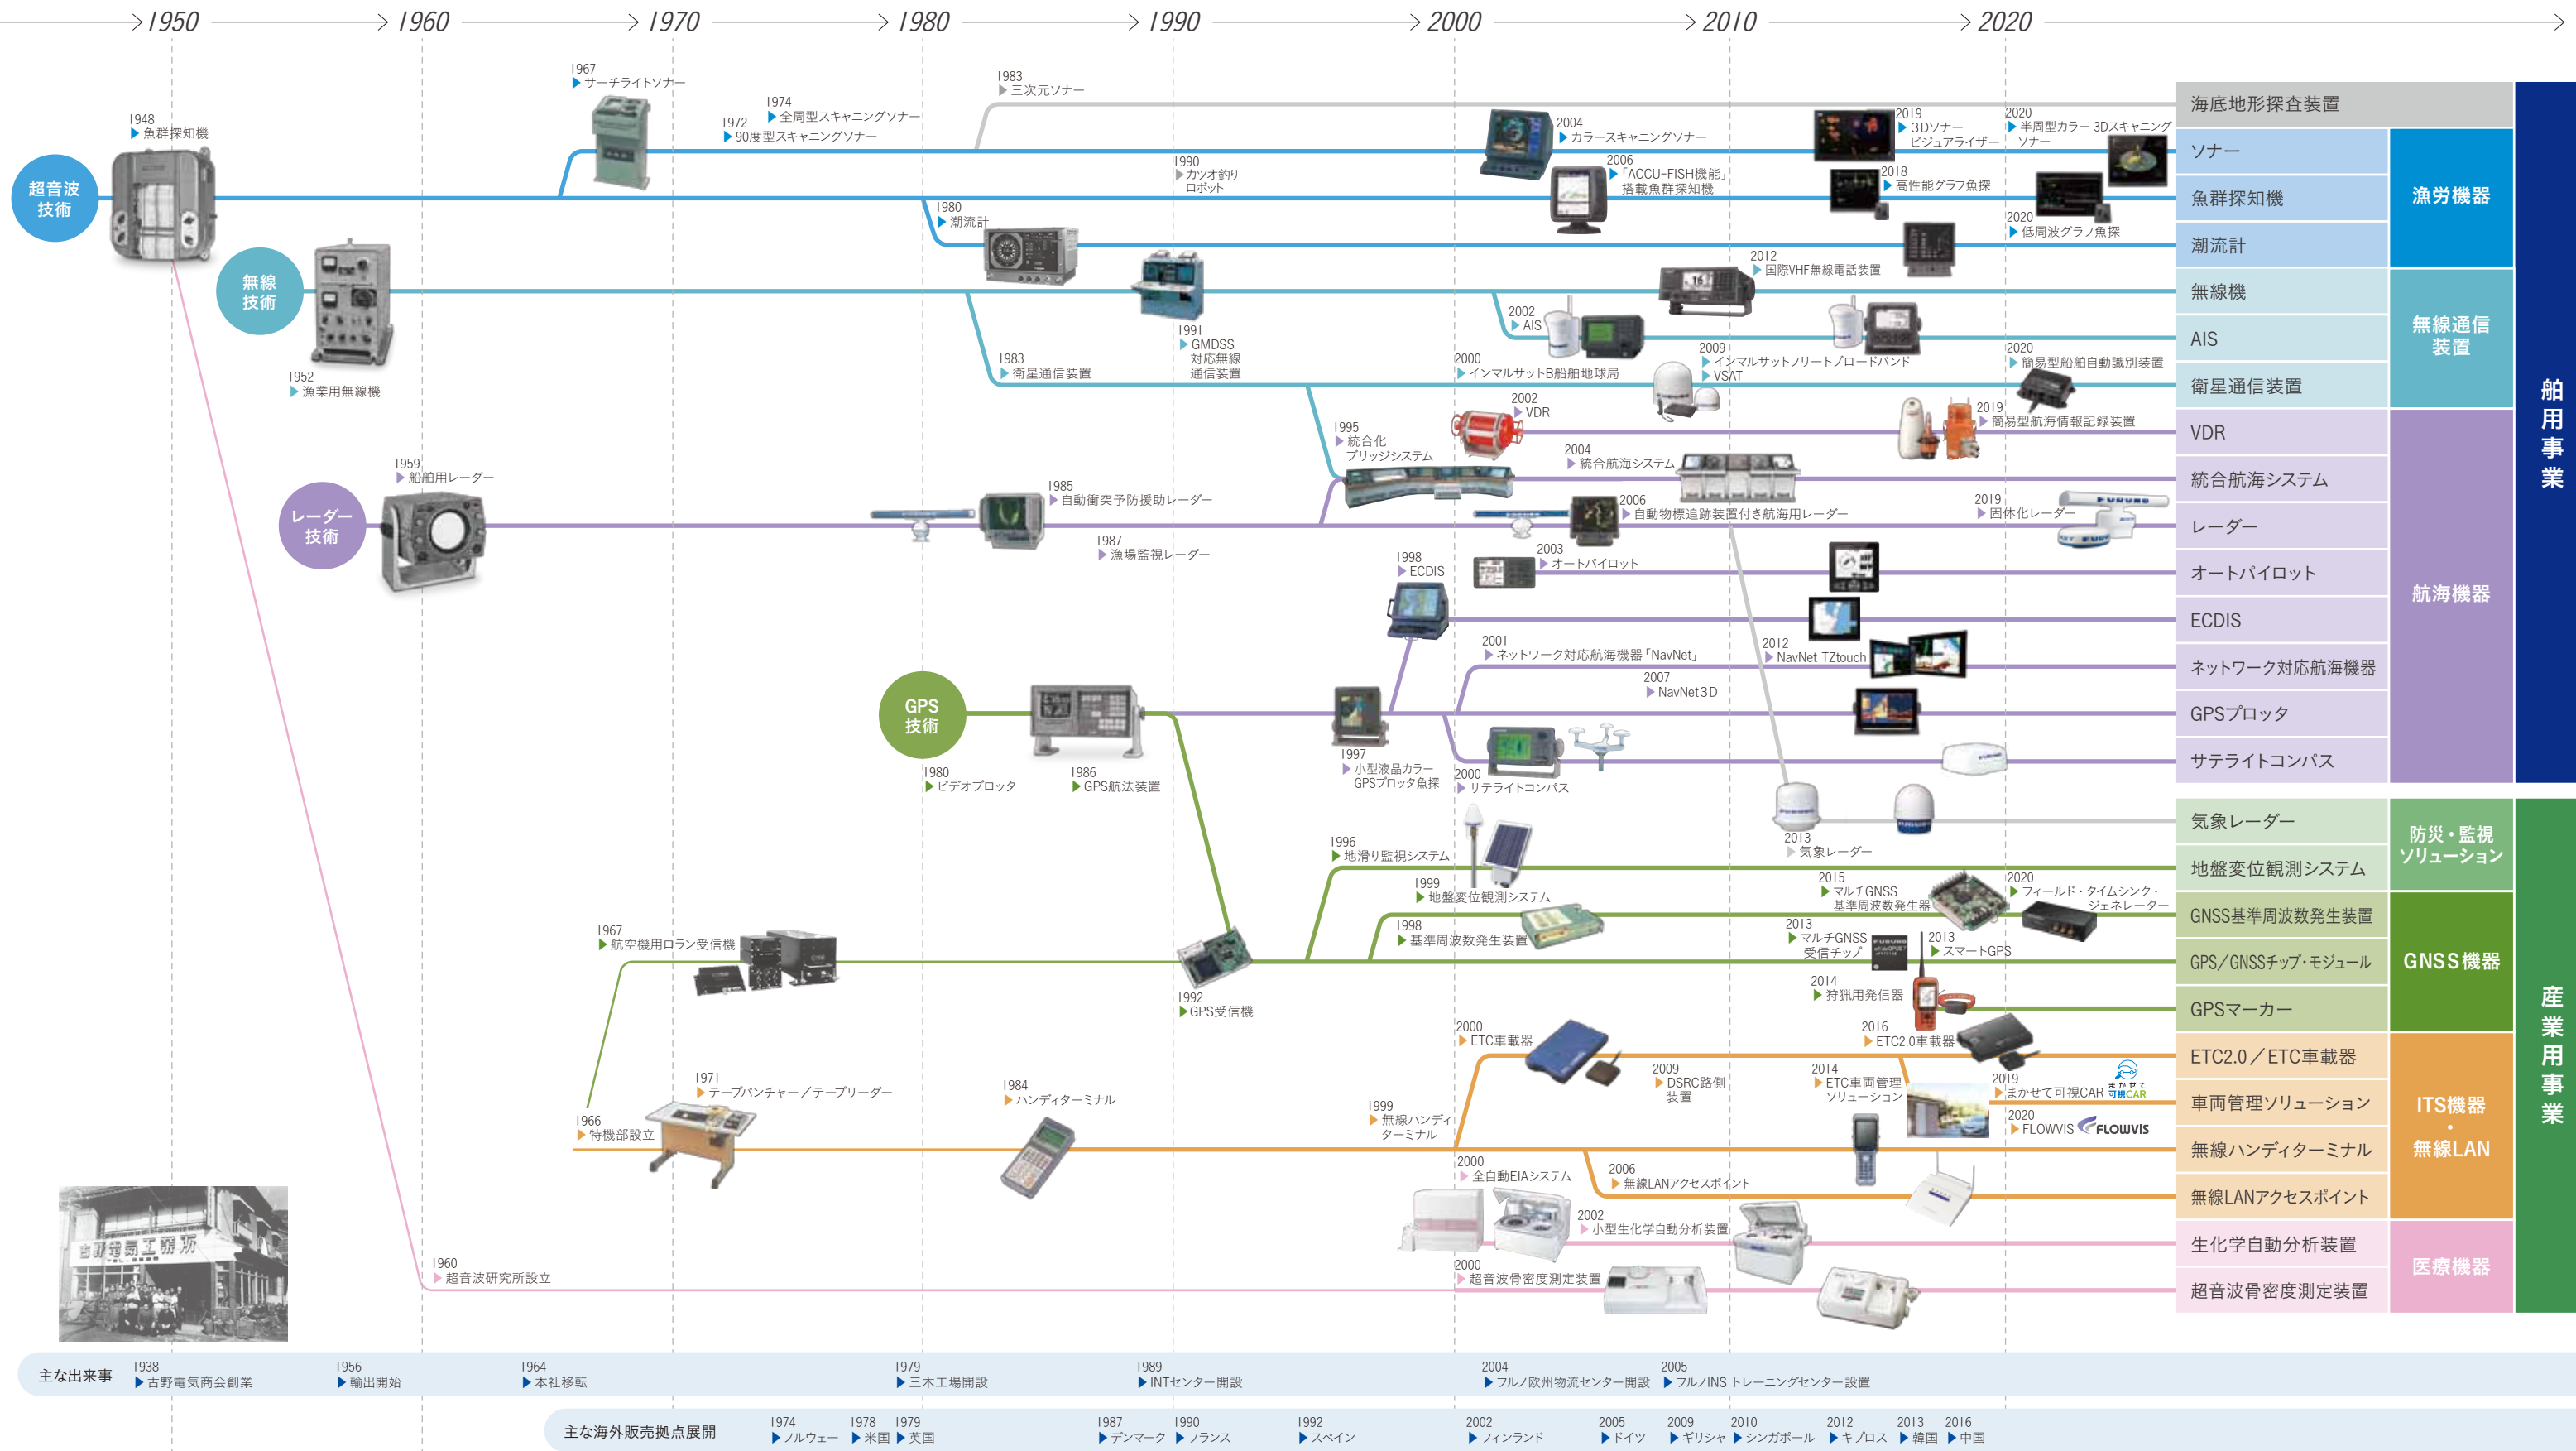 1950
1960
1970
1980
1990
2000
2010
2020
超音波
技術
1948
魚群探知機
1967
サーチライトソナー
1972
90度型スキャニングソナー
1974
全周型スキャニングソナー
1983
三次元ソナー
1990
カツオ釣り
ロボット
1980
潮流計
2004
カラースキャニングソナー
2006
「ACCU-FISH機能」
搭載魚群探知機
2019
3Dソナー
ビジュアライザー
2020
半周型カラー 3Dスキャニング
ソナー
2018
高性能グラフ魚探
2020
低周波グラフ魚探
無線
技術
1952
漁業用無線機
1983
衛星通信装置
1991
GMDSS
対応無線
通信装置
2000
インマルサットB船舶地球局
2002
AIS
2012
国際VHF無線電話装置
2009
インマルサットフリートブロードバンド
VSAT
2020
簡易型船舶自動識別装置
レーダー
技術
1959
船舶用レーダー
1985
自動衝突予防援助レーダー
1987
漁場監視レーダー
1995
統合化
ブリッジシステム
2002
VDR
2004
統合航海システム
2019
簡易型航海情報記録装置
2006
自動物標追跡装置付き航海用レーダー
2019
固体化レーダー
FURUNO
1998
ECDIS
2003
オートパイロット
2001
ネットワーク対応航海機器「NavNet」
2007
NavNet3D
2012
NavNet TZtouch
GPS
技術
1980
ビデオプロッタ
1986
GPS航法装置
1997
小型液晶カラー
GPSプロッタ魚探
2000
サテライトコンパス
2013
気象レーダー
1996
地滑り監視システム
1999
地盤変位観測システム
1998
基準周波数発生装置
2015
マルチGNSS
基準周波数発生器
2020
フィールド・タイムシンク・
ジェネレーター
2013
マルチGNSS
受信チップ
2013
スマートGPS
2014
狩猟用発信器
1967
航空機用ロラン受信機
1992
GPS受信機
1966
特機部設立
1971
テープパンチャー/テープリーダー
1984
ハンディターミナル
1999
無線ハンディ
ターミナル
2000
ETC車載器
2009
DSRC路側
装置
2016
ETC2.0車載器
2014
ETC車両管理
ソリューション
2019
まかせて可視CAR
まかせて
可視CAR
2020
FLOWVIS
FLOWVIS
2006
無線LANアクセスポイント
2000
全自動EIAシステム
2002
小型生化学自動分析装置
1960
超音波研究所設立
2000
超音波骨密度測定装置
古野電気工業所
海底地形探査装置
ソナー
魚群探知機
潮流計
無線機
AIS
衛星通信装置
VDR
統合航海システム
レーダー
オートパイロット
ECDIS
ネットワーク対応航海機器
GPSプロッタ
サテライトコンパス
気象レーダー
地盤変位観測システム
GNSS基準周波数発生装置
GPS/GNSSチップ・モジュール
GPSマーカー
ETC2.0/ETC車載器
車両管理ソリューション
無線ハンディターミナル
無線LANアクセスポイント
生化学自動分析装置
超音波骨密度測定装置
漁労機器
無線通信
装置
航海機器
防災・監視
ソリューション
GNSS機器
ITS機器
・
無線LAN
医療機器
舶用事業
産業用事業
主な出来事
1938
古野電気商会創業
1956
輸出開始
1964
本社移転
1979
三木工場開設
1989
INTセンター開設
2004
フルノ欧州物流センター開設
2005
フルノINS トレーニングセンター設置
主な海外販売拠点展開
1974
ノルウェー
1978
米国
1979
英国
1987
デンマーク
1990
フランス
1992
スペイン
2002
フィンランド
2005
ドイツ
2009
ギリシャ
2010
シンガポール
2012
キプロス
2013
韓国
2016
中国